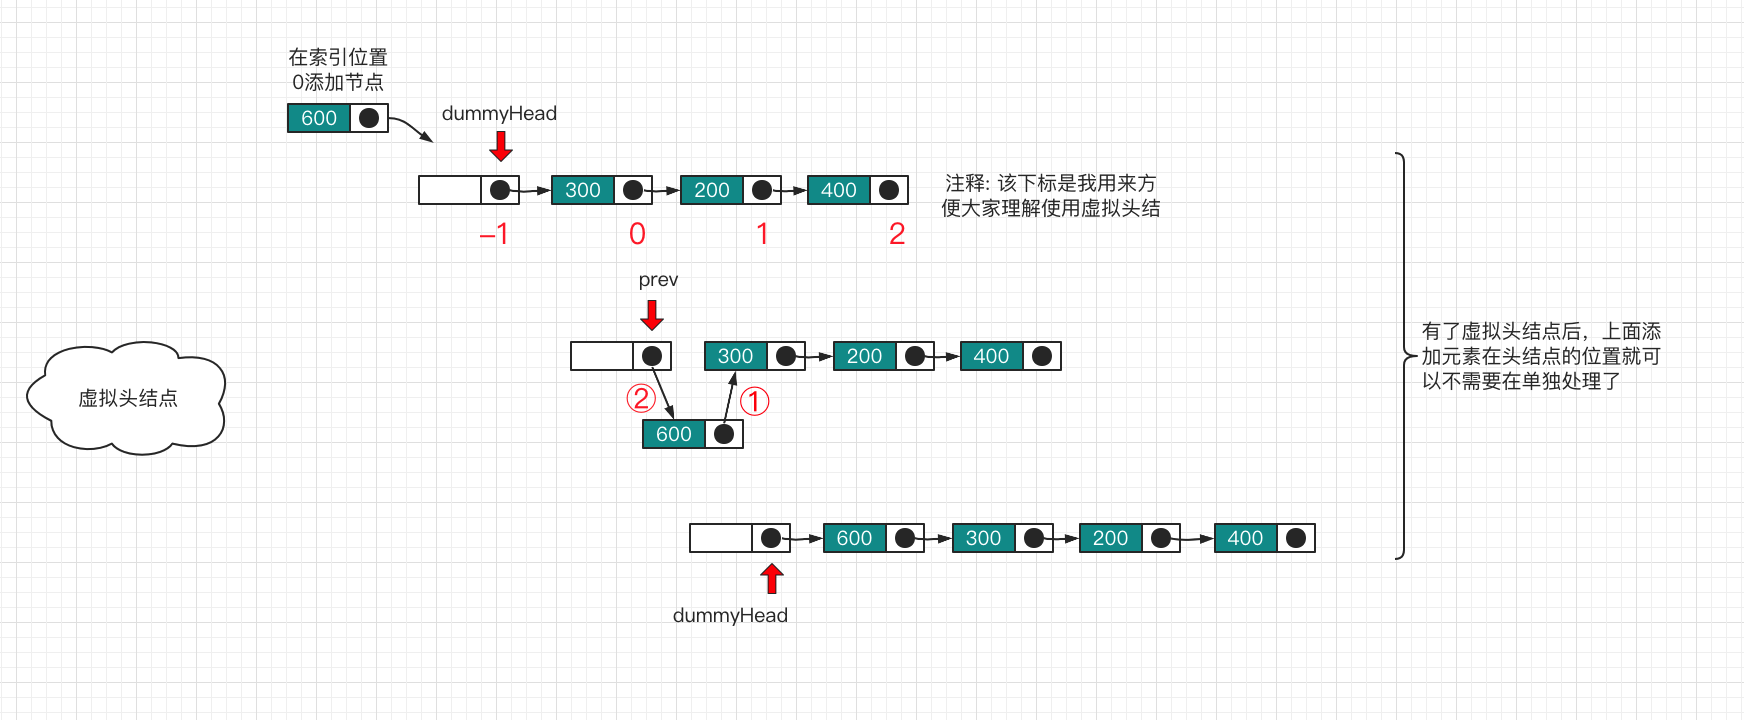 在索引位置
0添加节点
600
dummyHead
300
200
400
注释: 该下标是我用来方
便大家理解使用虚拟头结
-1
0
1
2
prev
300
200
400
②
①
600
虚拟头结点
有了虚拟头结点后，上面添
加元素在头结点的位置就可
以不需要在单独处理了
600
300
200
400
dummyHead